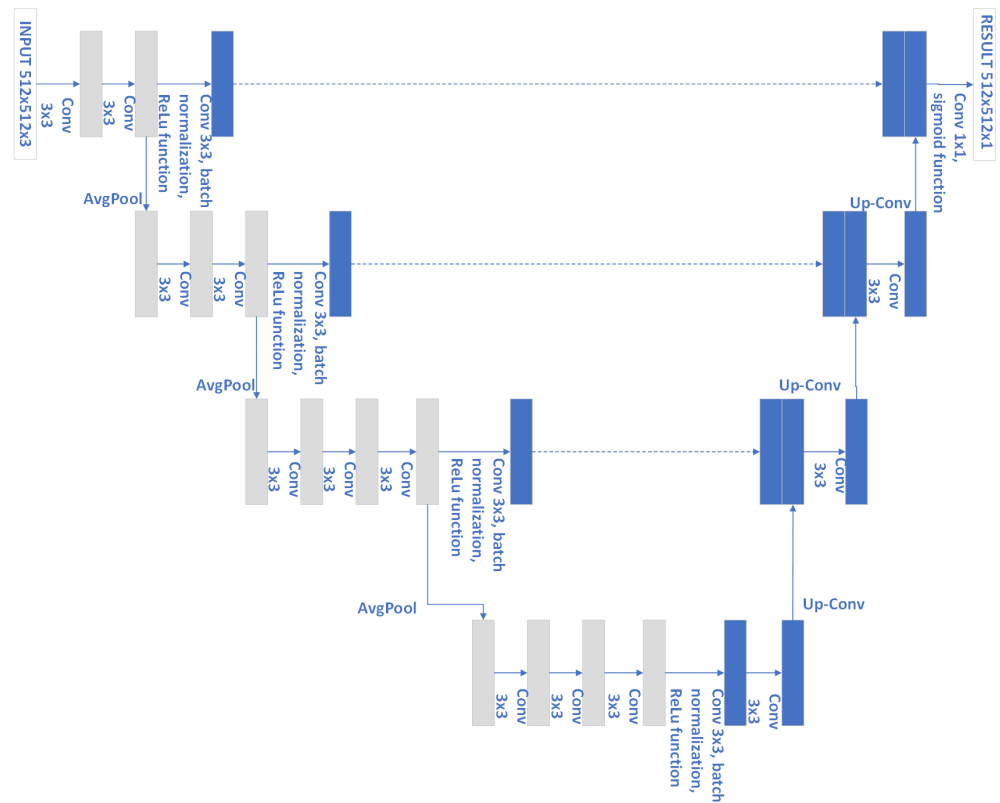 INPUT 512x512x3
Conv
3x3
Conv
3x3
Conv 3x3, batch
normalization,
ReLu function
Conv 1x1,
sigmoid function
RESULT 512x512x1
AvgPool
Up-Conv
Conv
3x3
Conv
3x3
Conv 3x3, batch
normalization,
ReLu function
Conv
3x3
AvgPool
Up-Conv
Conv
3x3
Conv
3x3
Conv
3x3
Conv 3x3, batch
normalization,
ReLu function
Conv
3x3
AvgPool
Up-Conv
Conv
3x3
Conv
3x3
Conv
3x3
Conv 3x3, batch
normalization,
ReLu function
Conv
3x3